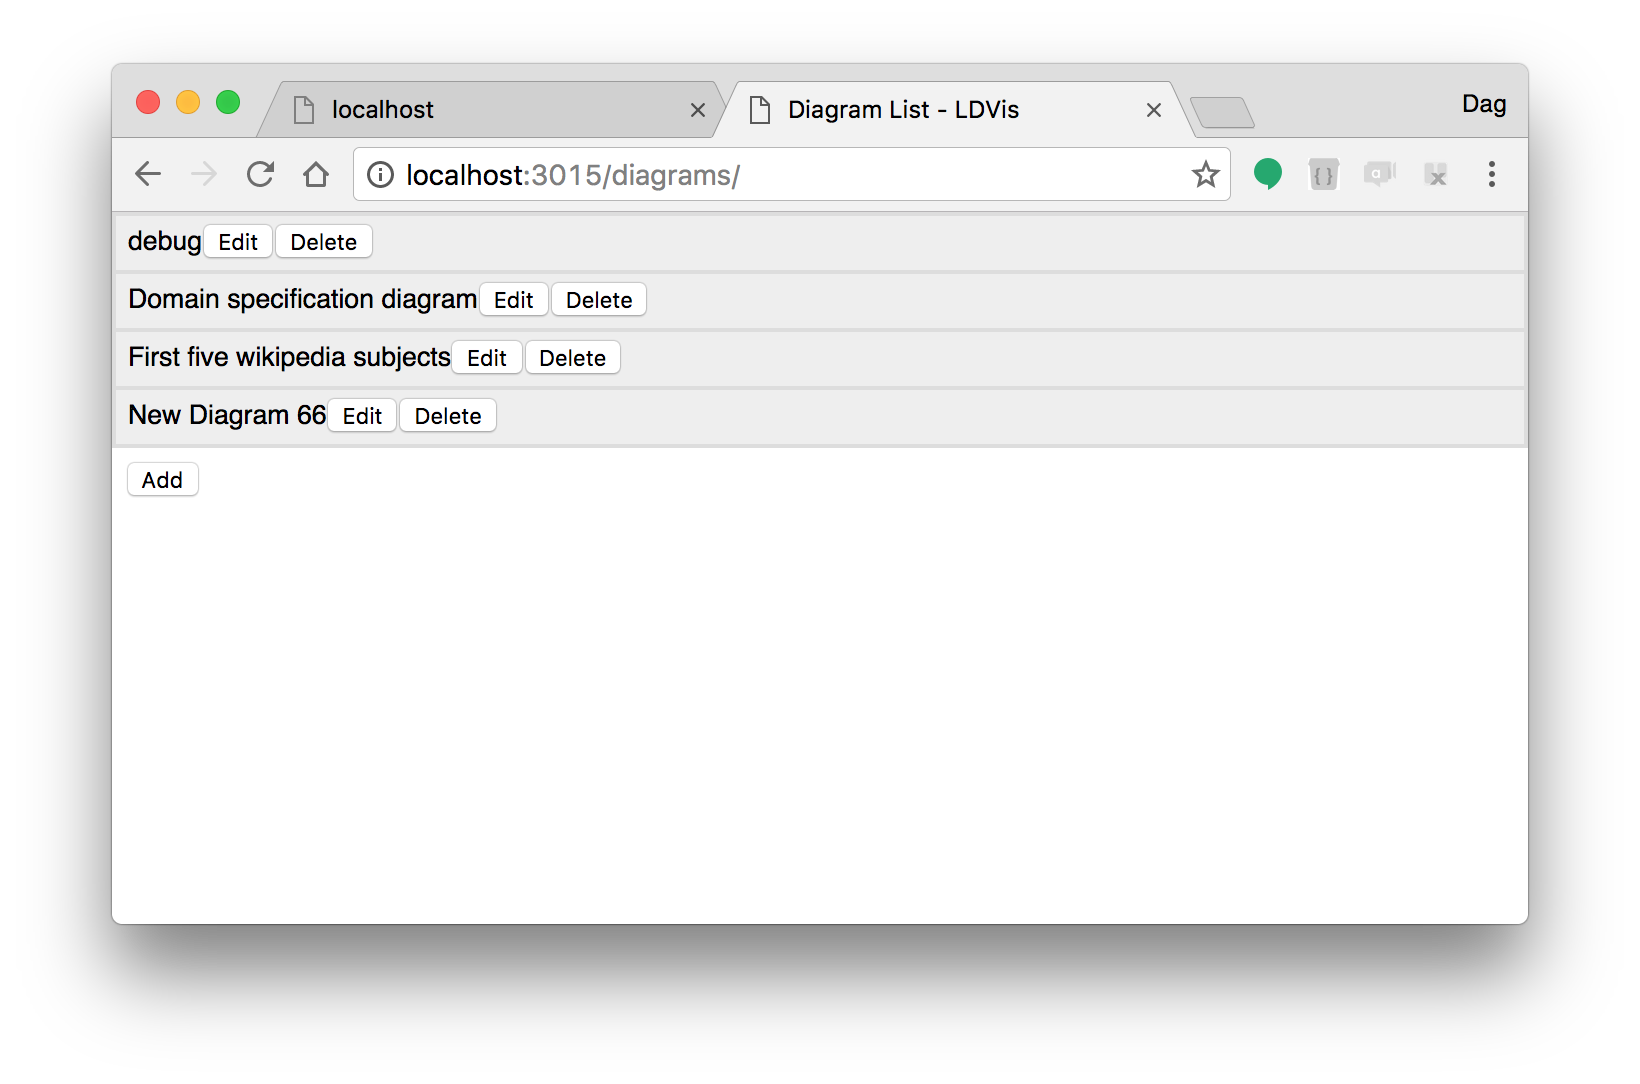 localhost
Diagram List - LDVis
Dag
localhost:3015/diagrams/
debug Edit Delete
Domain specification diagram Edit Delete
First five wikipedia subjects Edit Delete
New Diagram 66 Edit Delete
Add